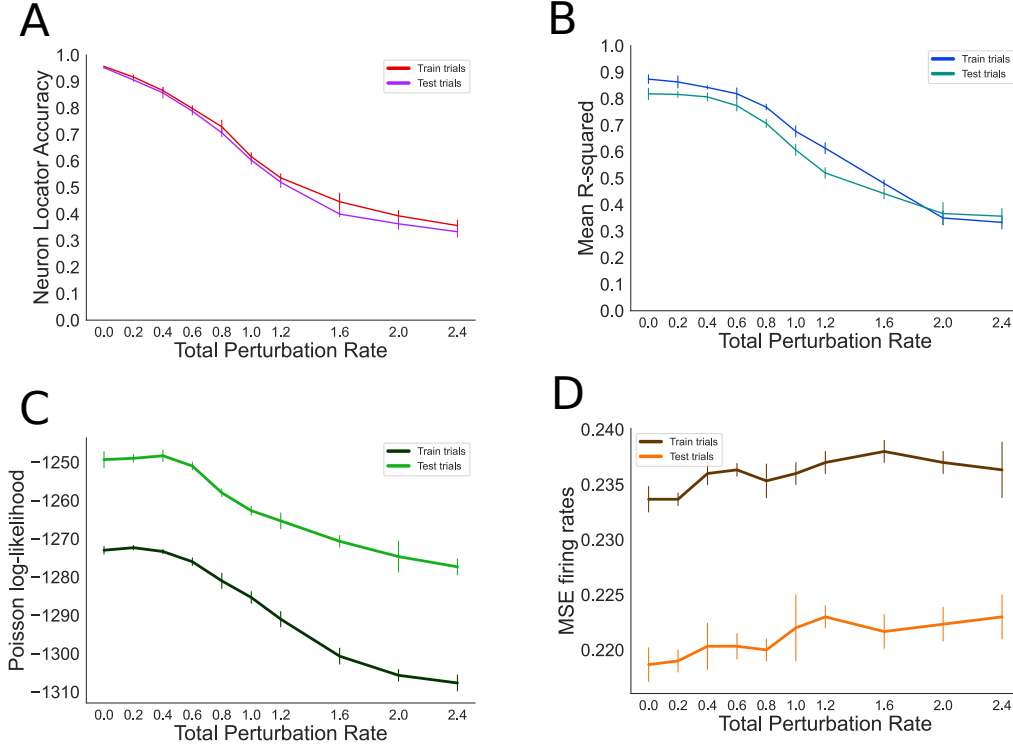 A
1.0
0.9
0.8
0.7
0.6
0.5
0.4
0.3
0.2
0.1
0.0
Neuron Locator Accuracy
Train trials
Test trials
0.0 0.2 0.4 0.6 0.8 1.0 1.2 1.6 2.0 2.4
Total Perturbation Rate
B
1.0
0.9
0.8
0.7
0.6
0.5
0.4
0.3
0.2
0.1
0.0
Mean R-squared
Train trials
Test trials
0.0 0.2 0.4 0.6 0.8 1.0 1.2 1.6 2.0 2.4
Total Perturbation Rate
C
−1250
−1260
−1270
−1280
−1290
−1300
−1310
Poisson log-likelihood
Train trials
Test trials
0.0 0.2 0.4 0.6 0.8 1.0 1.2 1.6 2.0 2.4
Total Perturbation Rate
D
0.240
0.235
0.230
0.225
0.220
MSE firing rates
Train trials
Test trials
0.0 0.2 0.4 0.6 0.8 1.0 1.2 1.6 2.0 2.4
Total Perturbation Rate